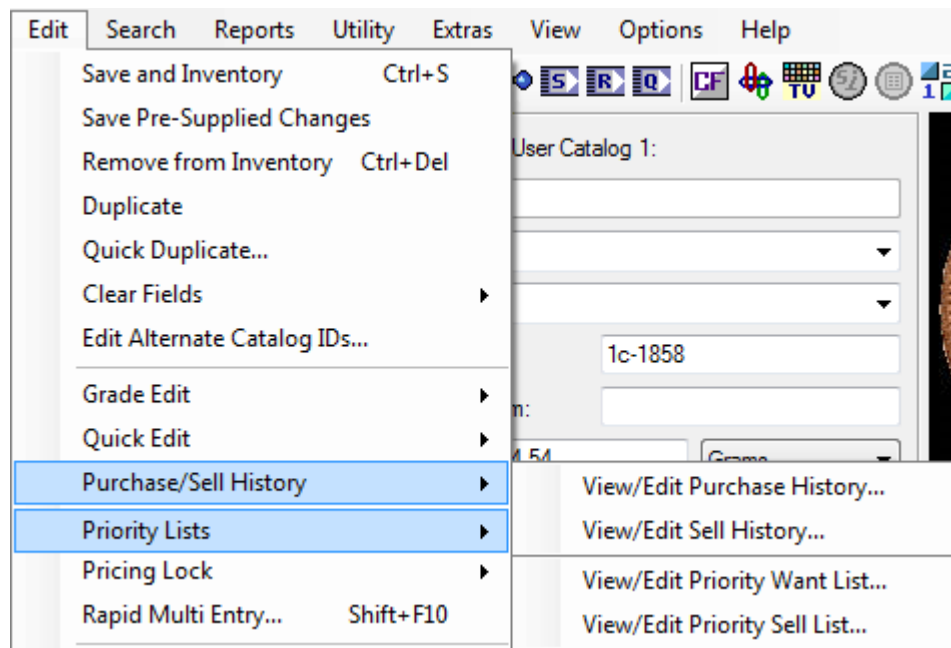 Edit Search Reports Utility Extras View Options Help
Save and Inventory Ctrl+S
S R Q CF TV
Save Pre-Supplied Changes
Remove from Inventory Ctrl+Del
User Catalog 1:
Duplicate
Quick Duplicate...
Clear Fields
Edit Alternate Catalog IDs...
1c-1858
Grade Edit
Quick Edit
Purchase/Sell History
View/Edit Purchase History...
Priority Lists
View/Edit Sell History...
Pricing Lock
View/Edit Priority Want List...
Rapid Multi Entry... Shift+F10
View/Edit Priority Sell List...